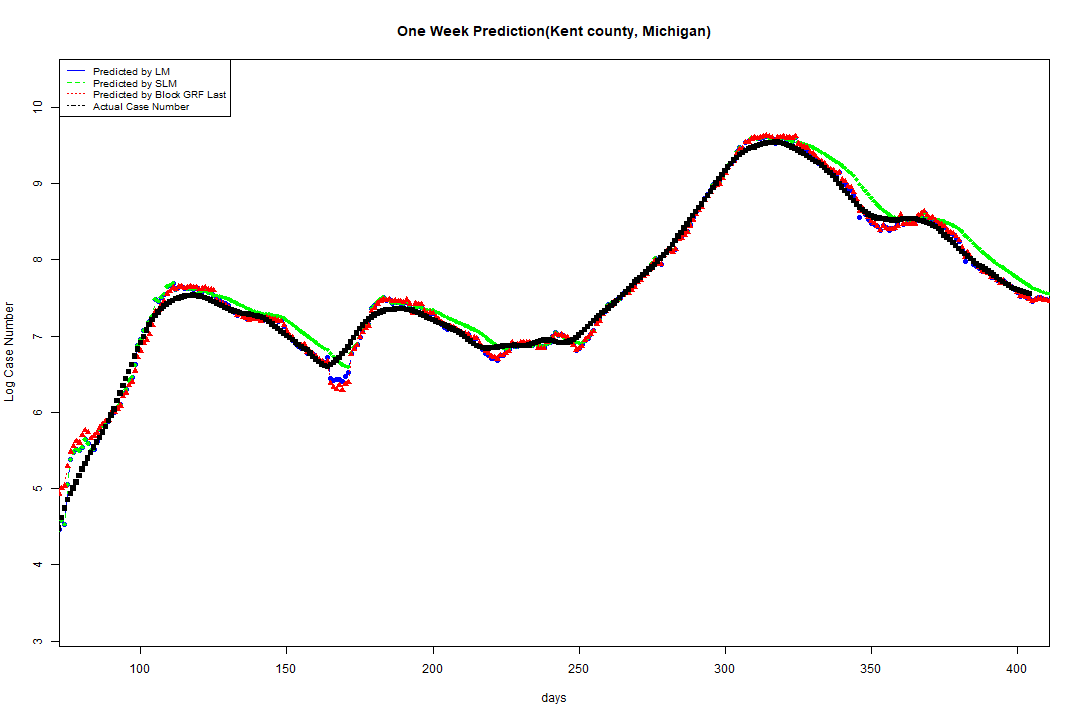 One Week Prediction(Kent county, Michigan)
Predicted by LM
Predicted by SLM
Predicted by Block GRF Last
Actual Case Number
10
9
8
7
6
5
4
3
Log Case Number
100 150 200 250 300 350 400
days